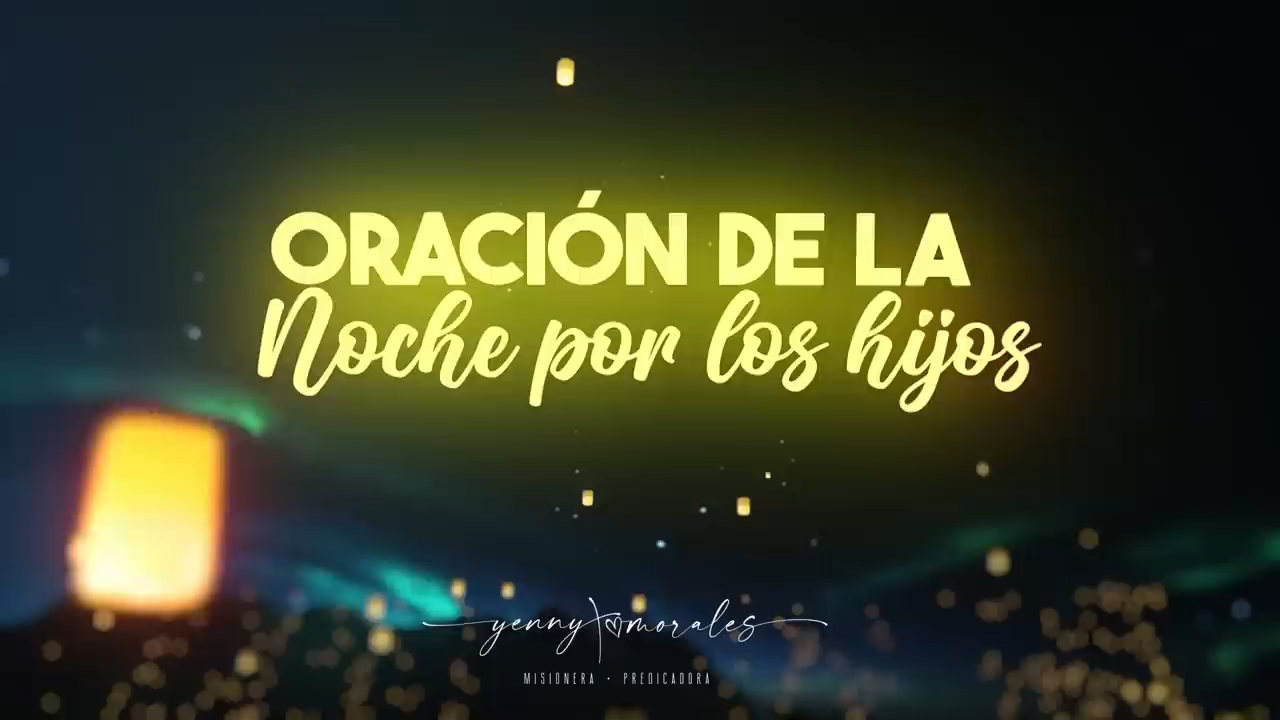 ORACIÓN DE LA
Noche por los hijos
yenny morales
MISIONERA • PREDICADORA